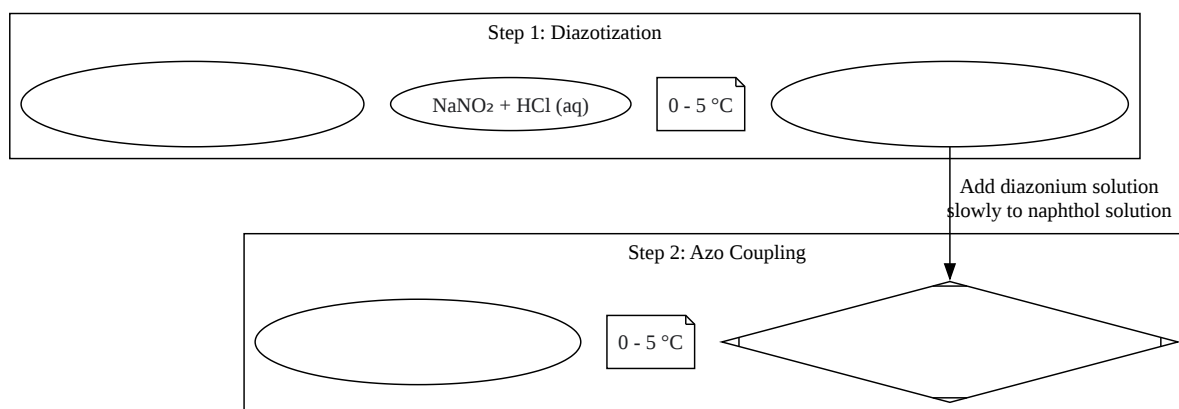 Step 1: Diazotization
NaNO₂ + HCl (aq)
0 - 5 °C
Add diazonium solution
slowly to naphthol solution
Step 2: Azo Coupling
0 - 5 °C